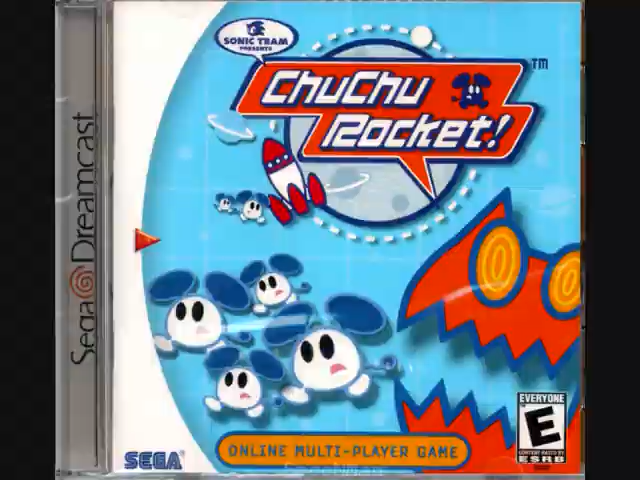 SONIC TEAM
PRESENTS
ChuChu
Rocket!
TM
Sega Dreamcast
EVERYONE
E
CONTENT RATED BY
ESRB
ONLINE MULTI-PLAYER GAME
SEGA